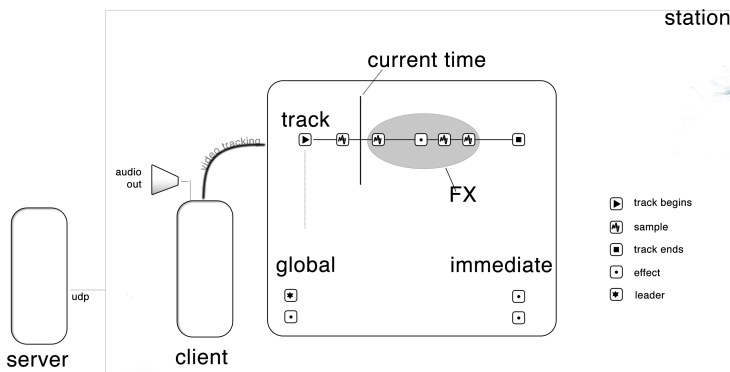 station
current time
track
video tracking
audio
out
FX
track begins
sample
global
immediate
track ends
effect
leader
udp
server
client